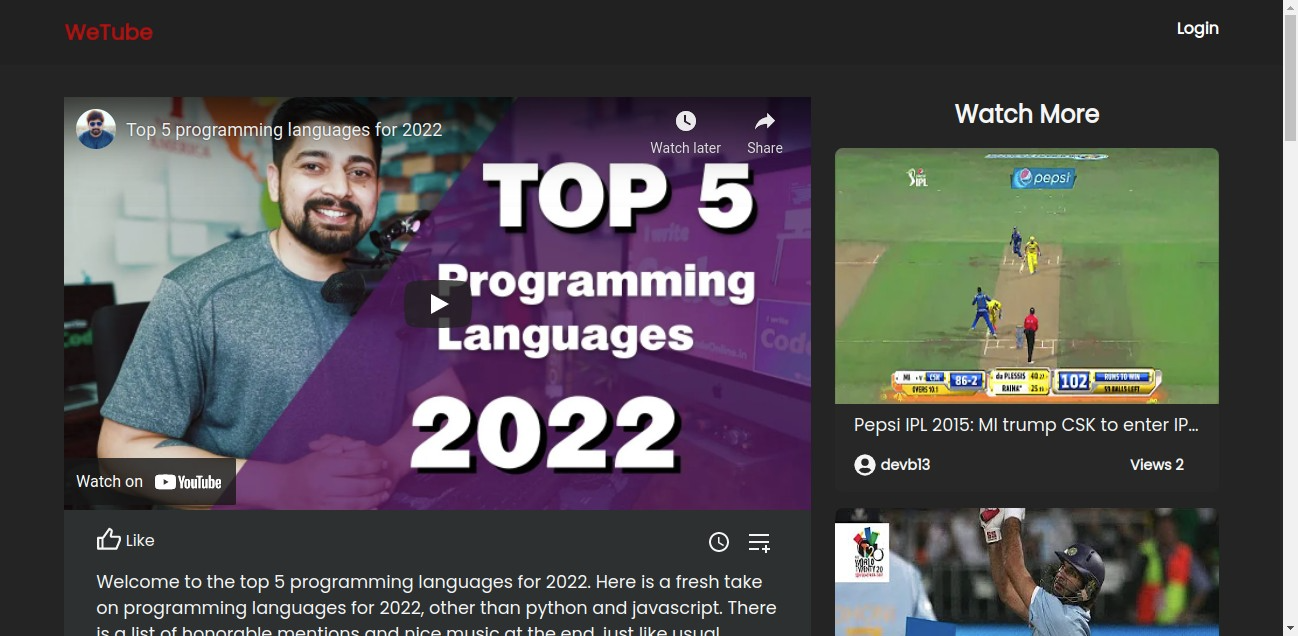 WeTube
Login
Top 5 programming languages for 2022
Watch later
Share
TOP 5
Programming
Languages
2022
Watch on YouTube
Like
Welcome to the top 5 programming languages for 2022. Here is a fresh take
on programming languages for 2022, other than python and javascript. There
is a list of honorable mentions and nice music at the end, just like usual.
Watch More
IPL
pepsi
MI v CSK 86-2 du PLESSIS 40 27 102 RUNS TO WIN
OVERS 10.1 RAINA* 25
Pepsi IPL 2015: MI trump CSK to enter IP...
devb13
Views 2
WORLD
TWENTY20